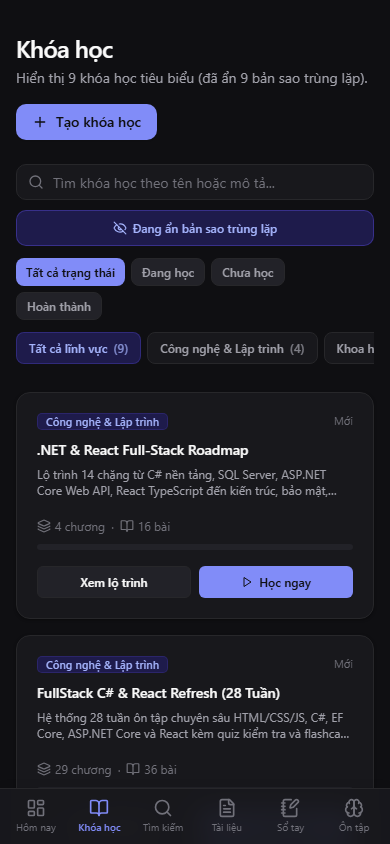 Khóa học
Hiển thị 9 khóa học tiêu biểu (đã ẩn 9 bản sao trùng lặp).
Tạo khóa học
Tìm khóa học theo tên hoặc mô tả...
Đang ẩn bản sao trùng lặp
Tất cả trạng thái
Đang học
Chưa học
Hoàn thành
Tất cả lĩnh vực (9)
Công nghệ & Lập trình (4)
Khoa h
Công nghệ & Lập trình
Mới
.NET & React Full-Stack Roadmap
Lộ trình 14 chặng từ C# nền tảng, SQL Server, ASP.NET
Core Web API, React TypeScript đến kiến trúc, bảo mật,...
4 chương · 16 bài
Xem lộ trình
Học ngay
Công nghệ & Lập trình
Mới
FullStack C# & React Refresh (28 Tuần)
Hệ thống 28 tuần ôn tập chuyên sâu HTML/CSS/JS, C#, EF
Core, ASP.NET Core và React kèm quiz kiểm tra và flashca...
29 chương · 36 bài
Hôm nay
Khóa học
Tìm kiếm
Tài liệu
Sổ tay
Ôn tập